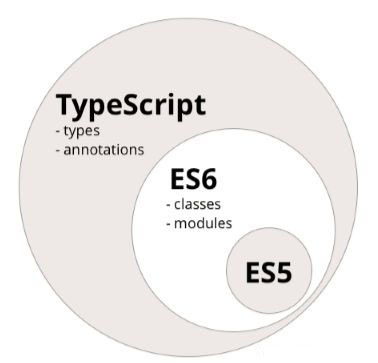 TypeScript
- types
- annotations
ES6
- classes
- modules
ES5